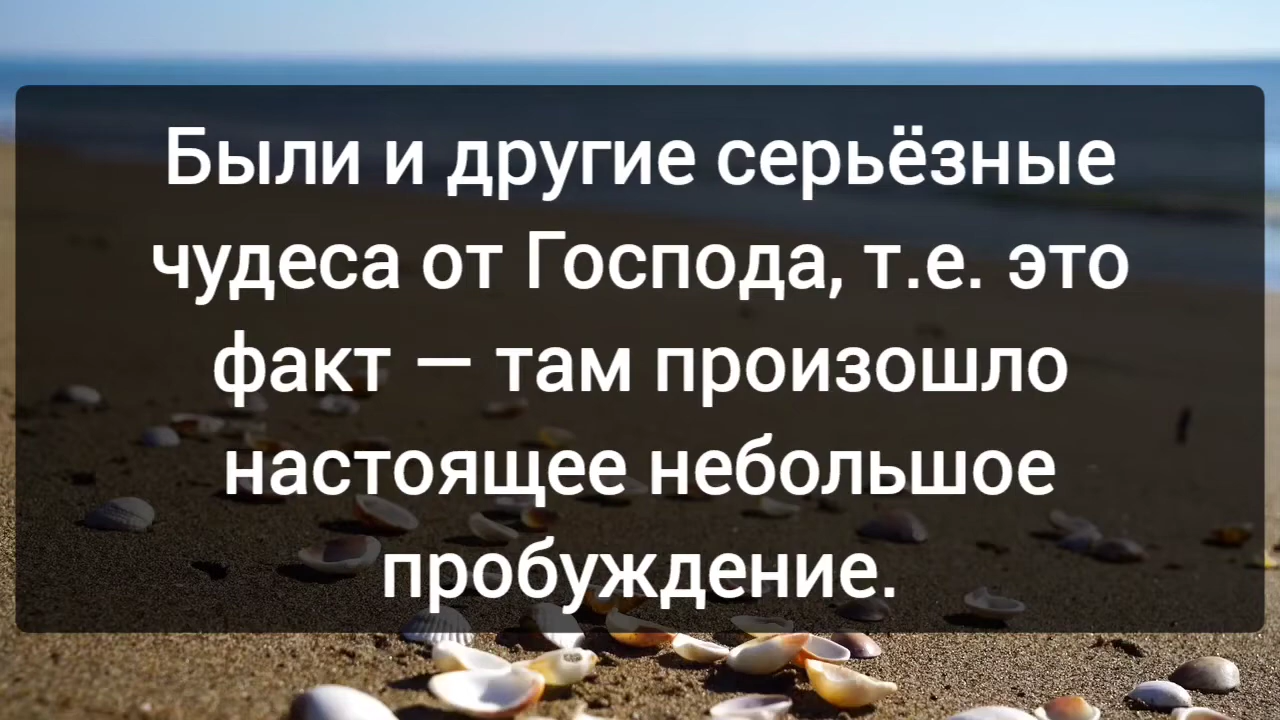 Были и другие серьёзные
чудеса от Господа, т.е. это
факт — там произошло
настоящее небольшое
пробуждение.